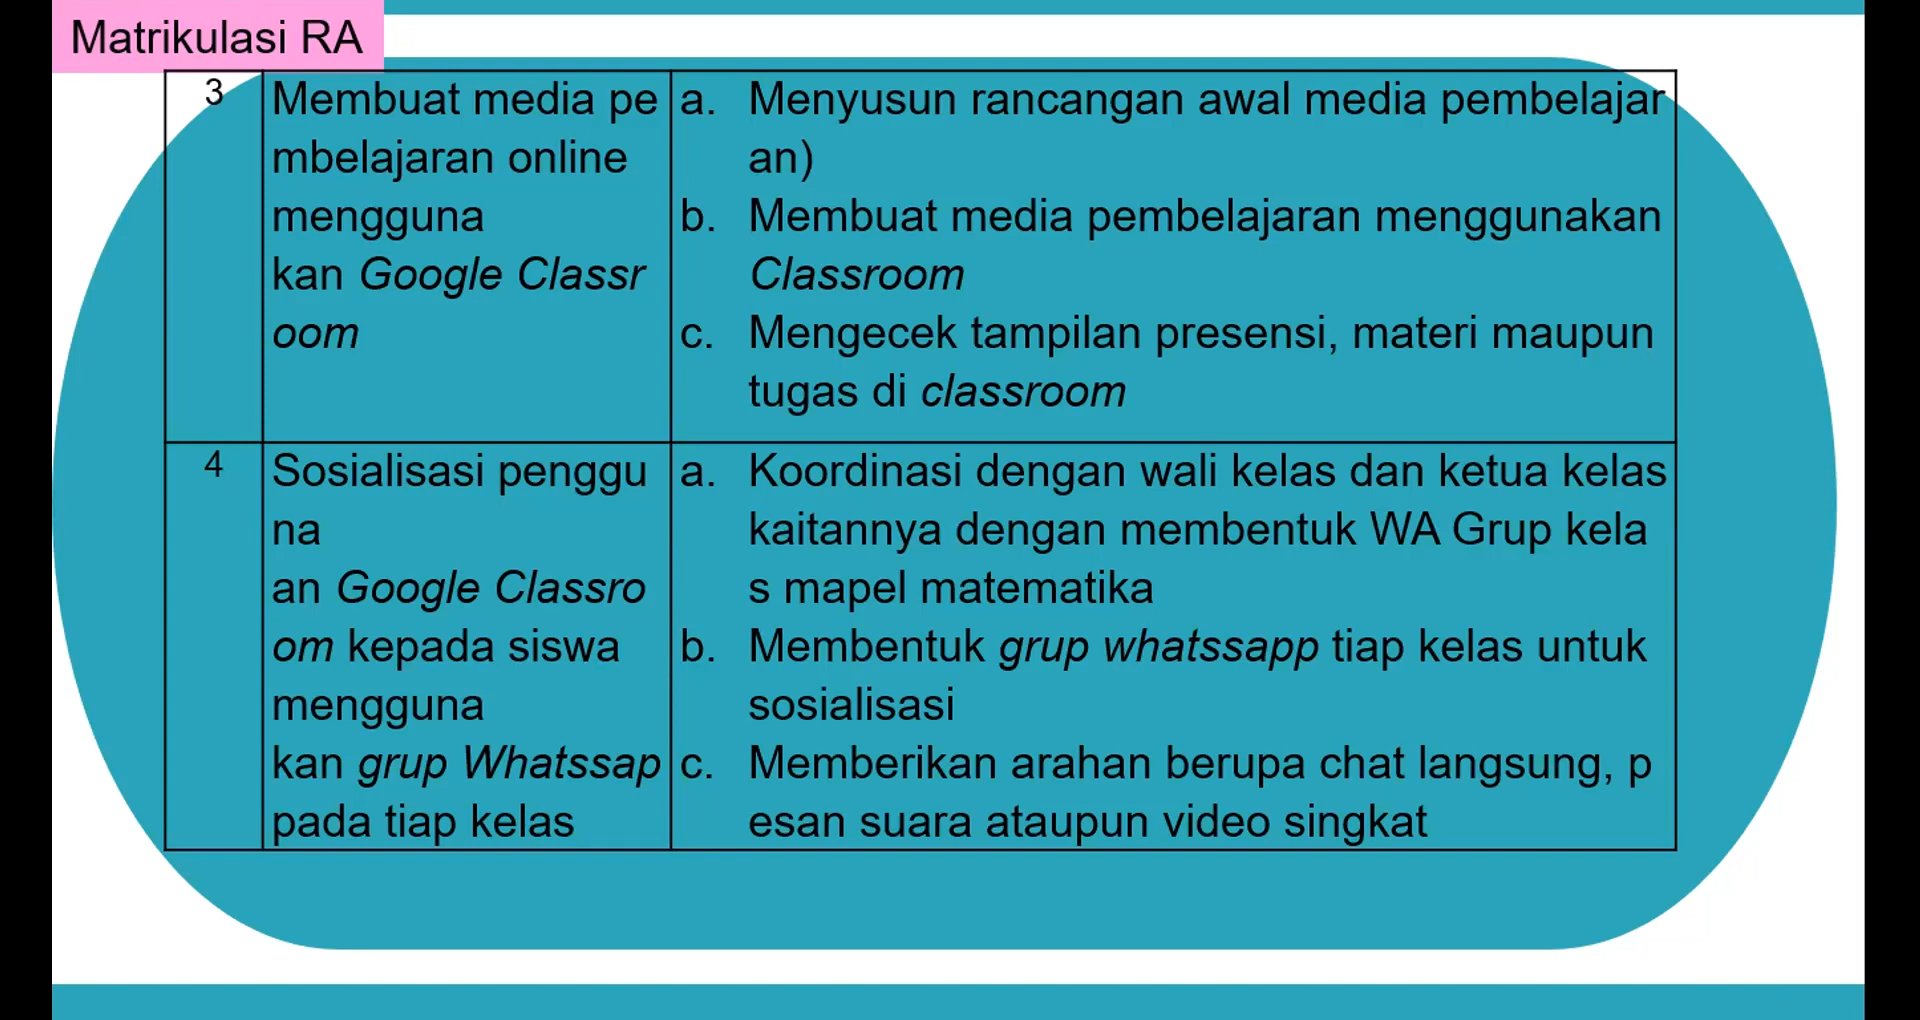 Matrikulasi RA
3
Membuat media pe
mbelajaran online
mengguna
kan Google Classr
oom
a. Menyusun rancangan awal media pembelajar
an)
b. Membuat media pembelajaran menggunakan
Classroom
c. Mengecek tampilan presensi, materi maupun
tugas di classroom
4
Sosialisasi penggu
na
an Google Classro
om kepada siswa
mengguna
kan grup Whatssap
pada tiap kelas
a. Koordinasi dengan wali kelas dan ketua kelas
kaitannya dengan membentuk WA Grup kela
s mapel matematika
b. Membentuk grup whatssapp tiap kelas untuk
sosialisasi
c. Memberikan arahan berupa chat langsung, p
esan suara ataupun video singkat